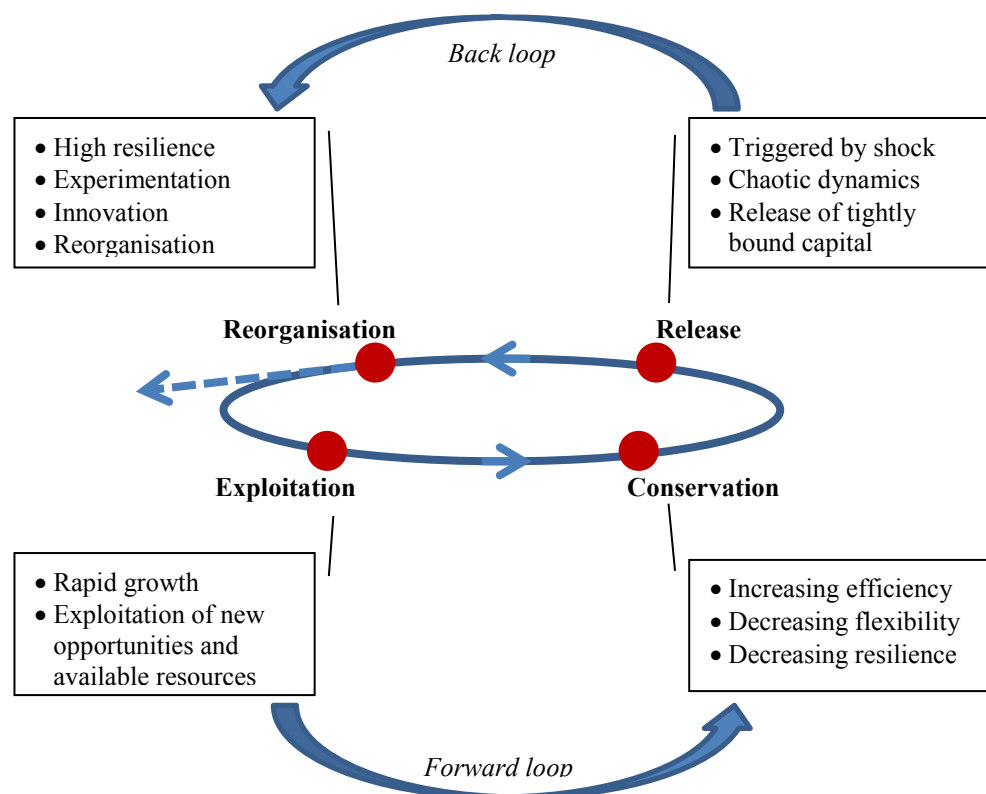 Back loop
• High resilience
• Experimentation
• Innovation
• Reorganisation
• Triggered by shock
• Chaotic dynamics
• Release of tightly
bound capital
Reorganisation
Release
Exploitation
Conservation
• Rapid growth
• Exploitation of new
opportunities and
available resources
• Increasing efficiency
• Decreasing flexibility
• Decreasing resilience
Forward loop